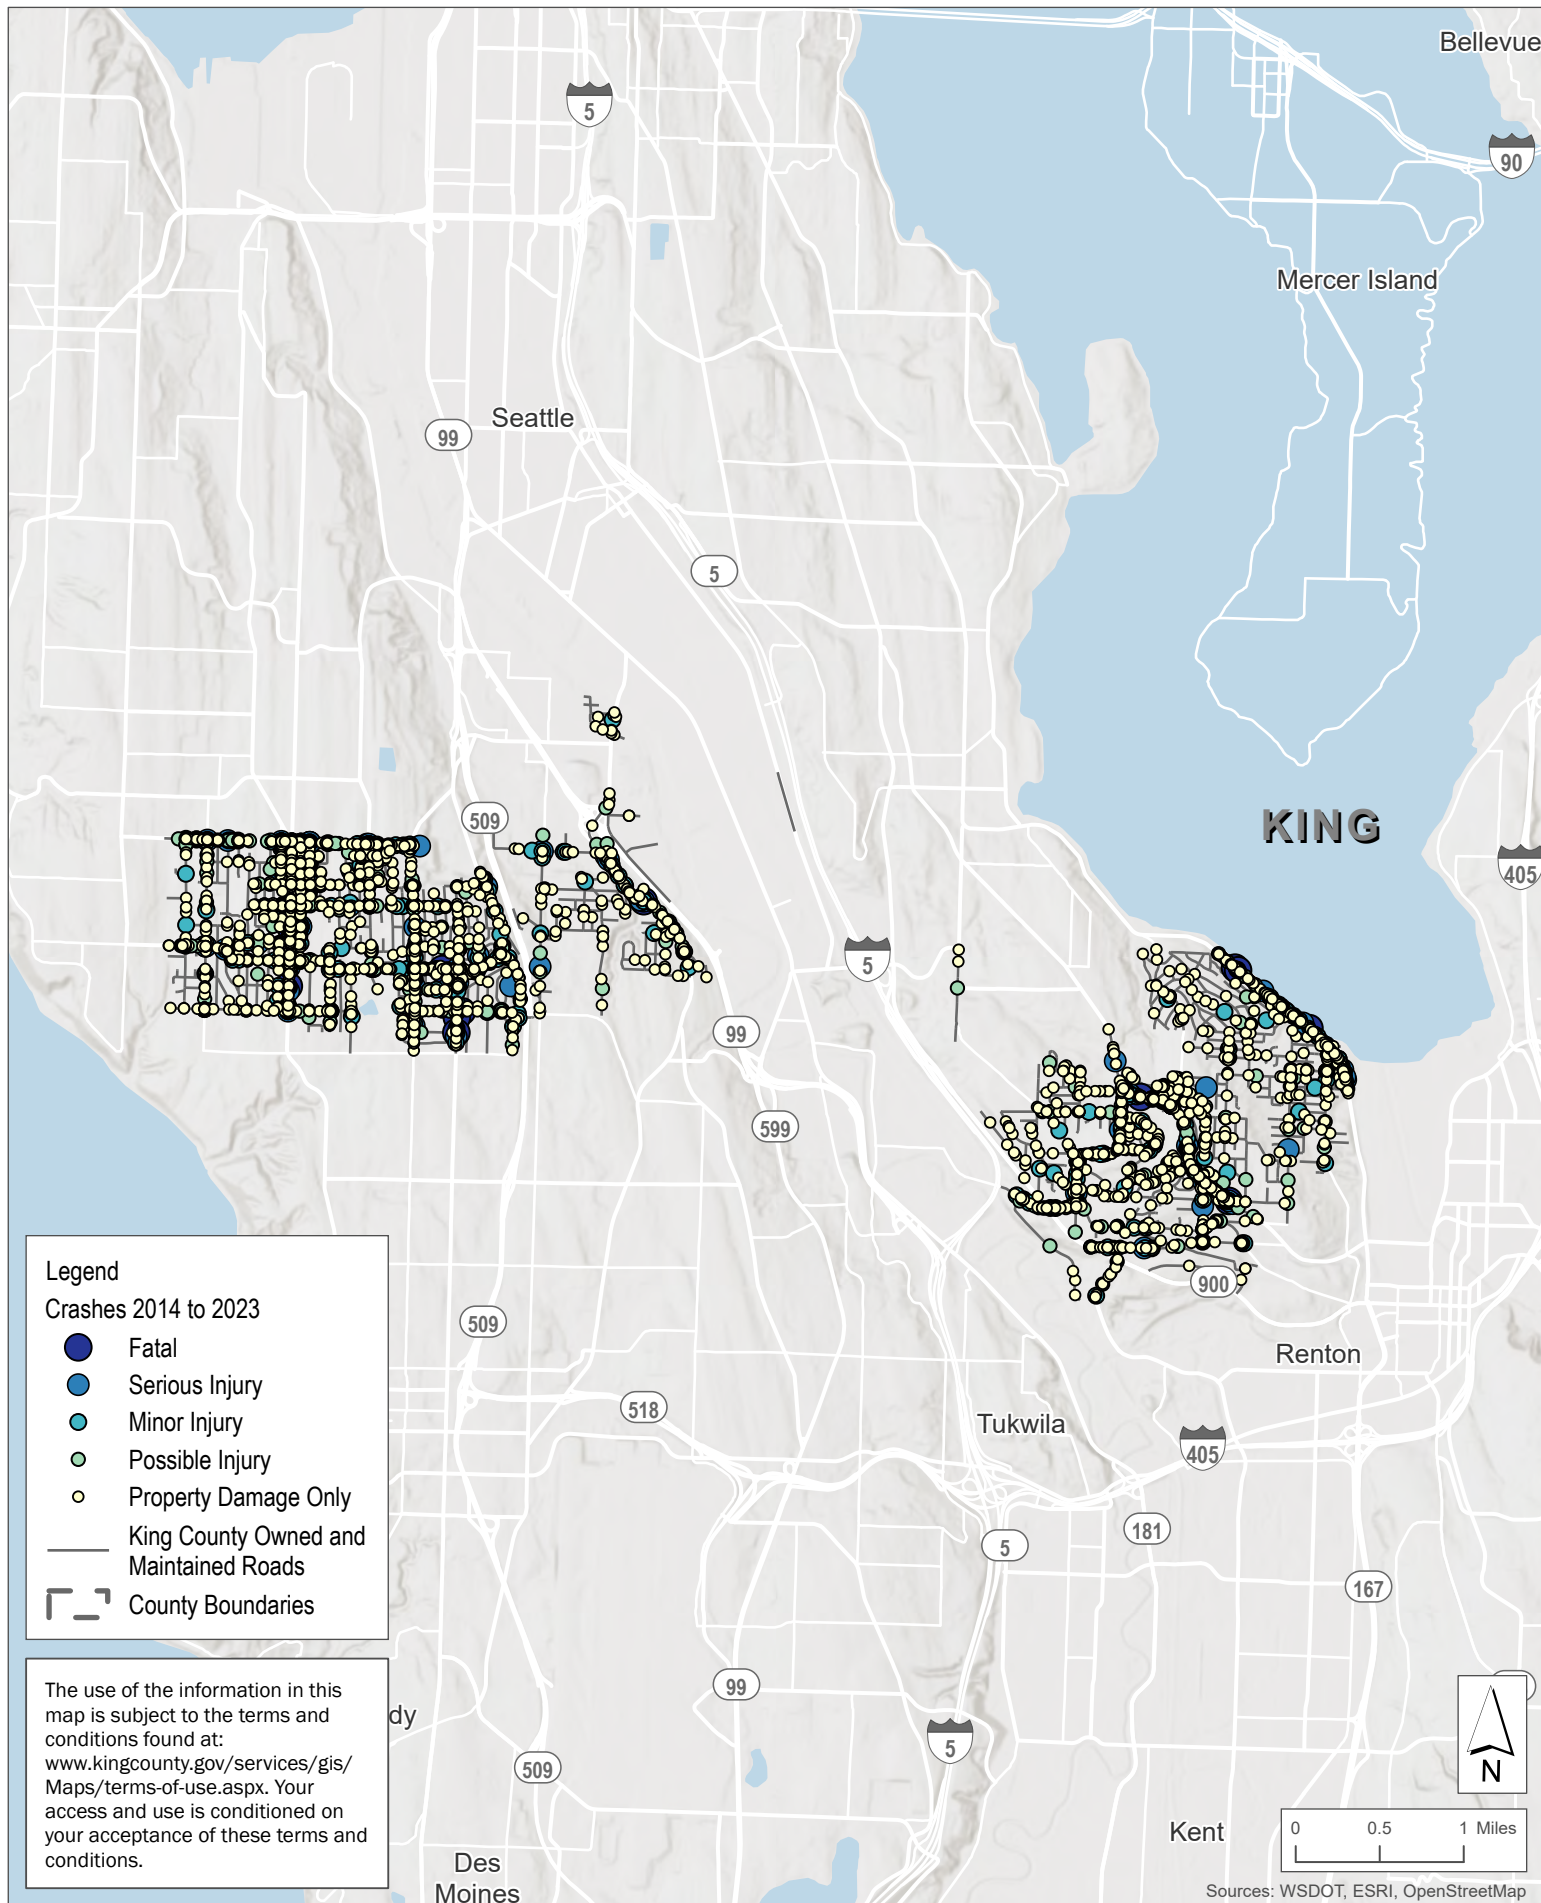 Bellevue
5
90
Mercer Island
Seattle
99
5
KING
509
405
5
99
599
900
Renton
509
518
Tukwila
405
181
5
167
99
5
509
Kent
Des
Moines
dy
Legend
Crashes 2014 to 2023
Fatal
Serious Injury
Minor Injury
Possible Injury
Property Damage Only
King County Owned and
Maintained Roads
County Boundaries
The use of the information in this
map is subject to the terms and
conditions found at:
www.kingcounty.gov/services/gis/
Maps/terms-of-use.aspx. Your
access and use is conditioned on
your acceptance of these terms and
conditions.
N
0 0.5 1 Miles
Sources: WSDOT, ESRI, OpenStreetMap